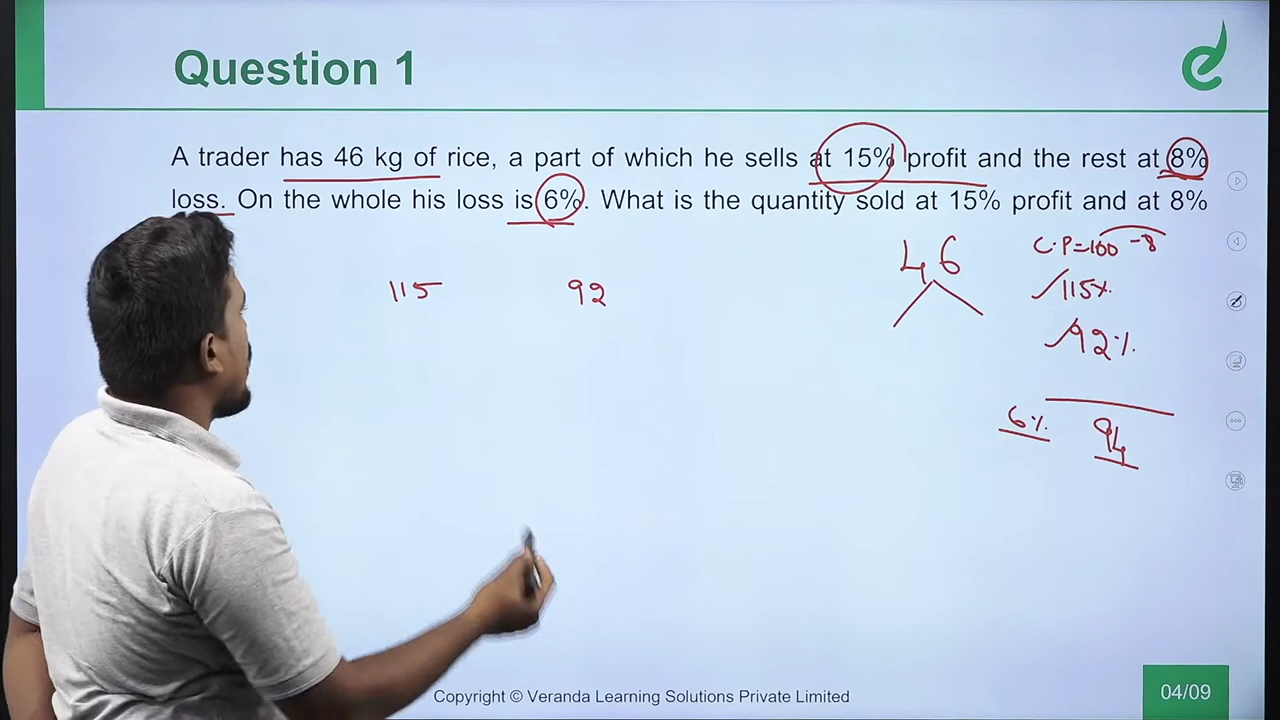 Question 1
A trader has 46 kg of rice, a part of which he sells at 15% profit and the rest at 8%
loss. On the whole his loss is 6%. What is the quantity sold at 15% profit and at 8%
46
C.P=100 -8
115%
92%
115 92
6% 94
Copyright © Veranda Learning Solutions Private Limited
04/09